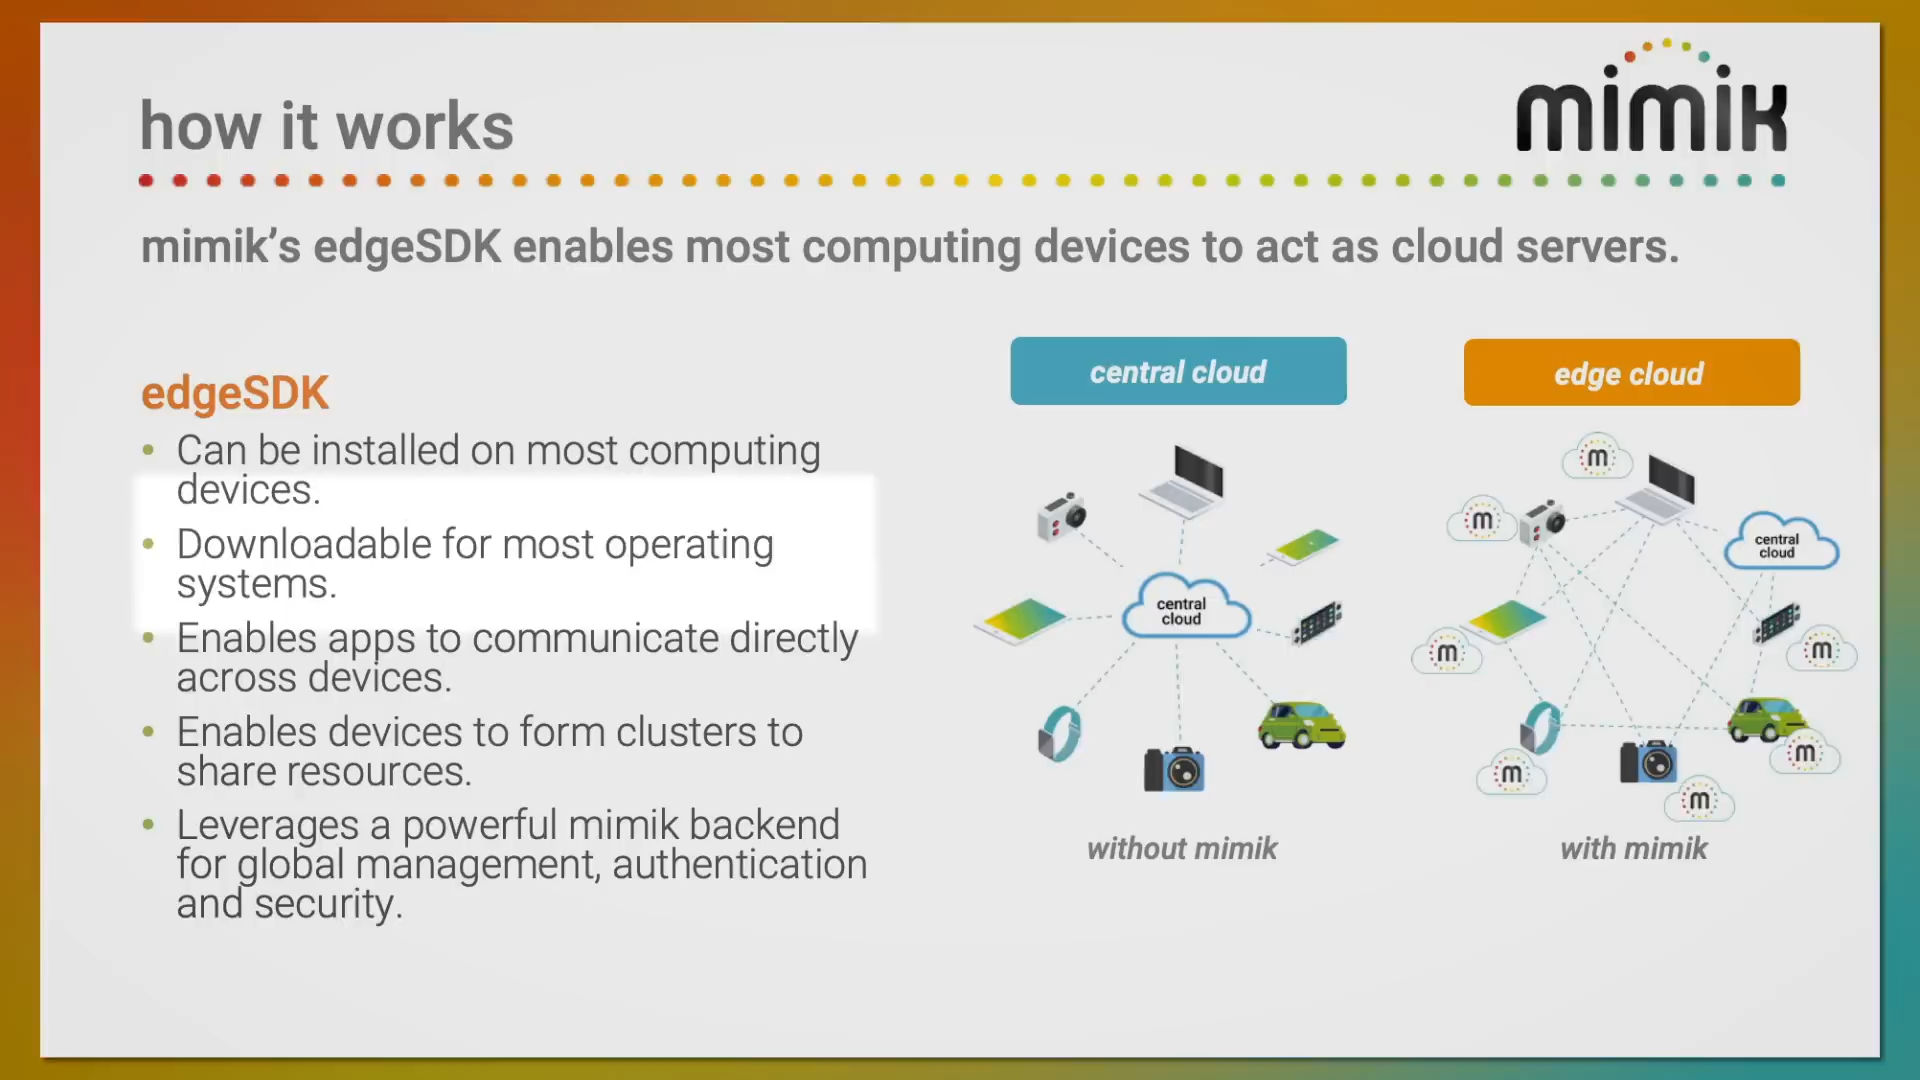 how it works
mimik
mimik's edgeSDK enables most computing devices to act as cloud servers.
edgeSDK
• Can be installed on most computing
devices.
• Downloadable for most operating
systems.
• Enables apps to communicate directly
across devices.
• Enables devices to form clusters to
share resources.
• Leverages a powerful mimik backend
for global management, authentication
and security.
central cloud
central
cloud
without mimik
edge cloud
m
m
central
cloud
m
m
m
m
m
with mimik